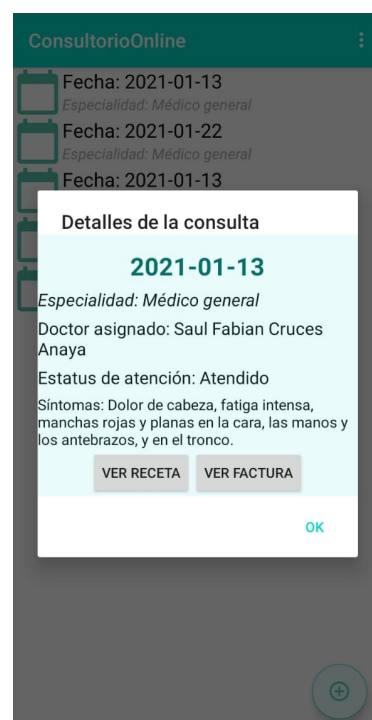 ConsultorioOnline
Fecha: 2021-01-13
Especialidad: Médico general
Fecha: 2021-01-22
Especialidad: Médico general
Fecha: 2021-01-13
Detalles de la consulta
2021-01-13
Especialidad: Médico general
Doctor asignado: Saul Fabian Cruces
Anaya
Estatus de atención: Atendido
Síntomas: Dolor de cabeza, fatiga intensa,
manchas rojas y planas en la cara, las manos y
los antebrazos, y en el tronco.
VER RECETA VER FACTURA
OK